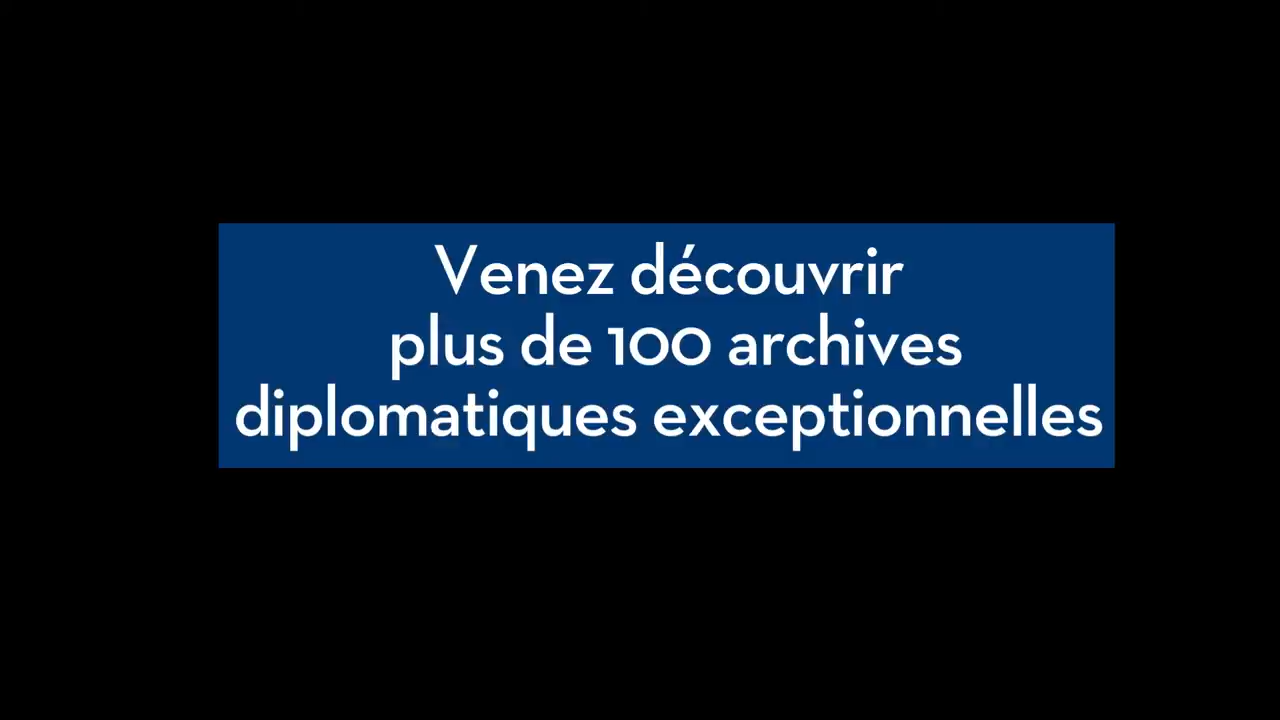 Venez découvrir
plus de 100 archives
diplomatiques exceptionnelles